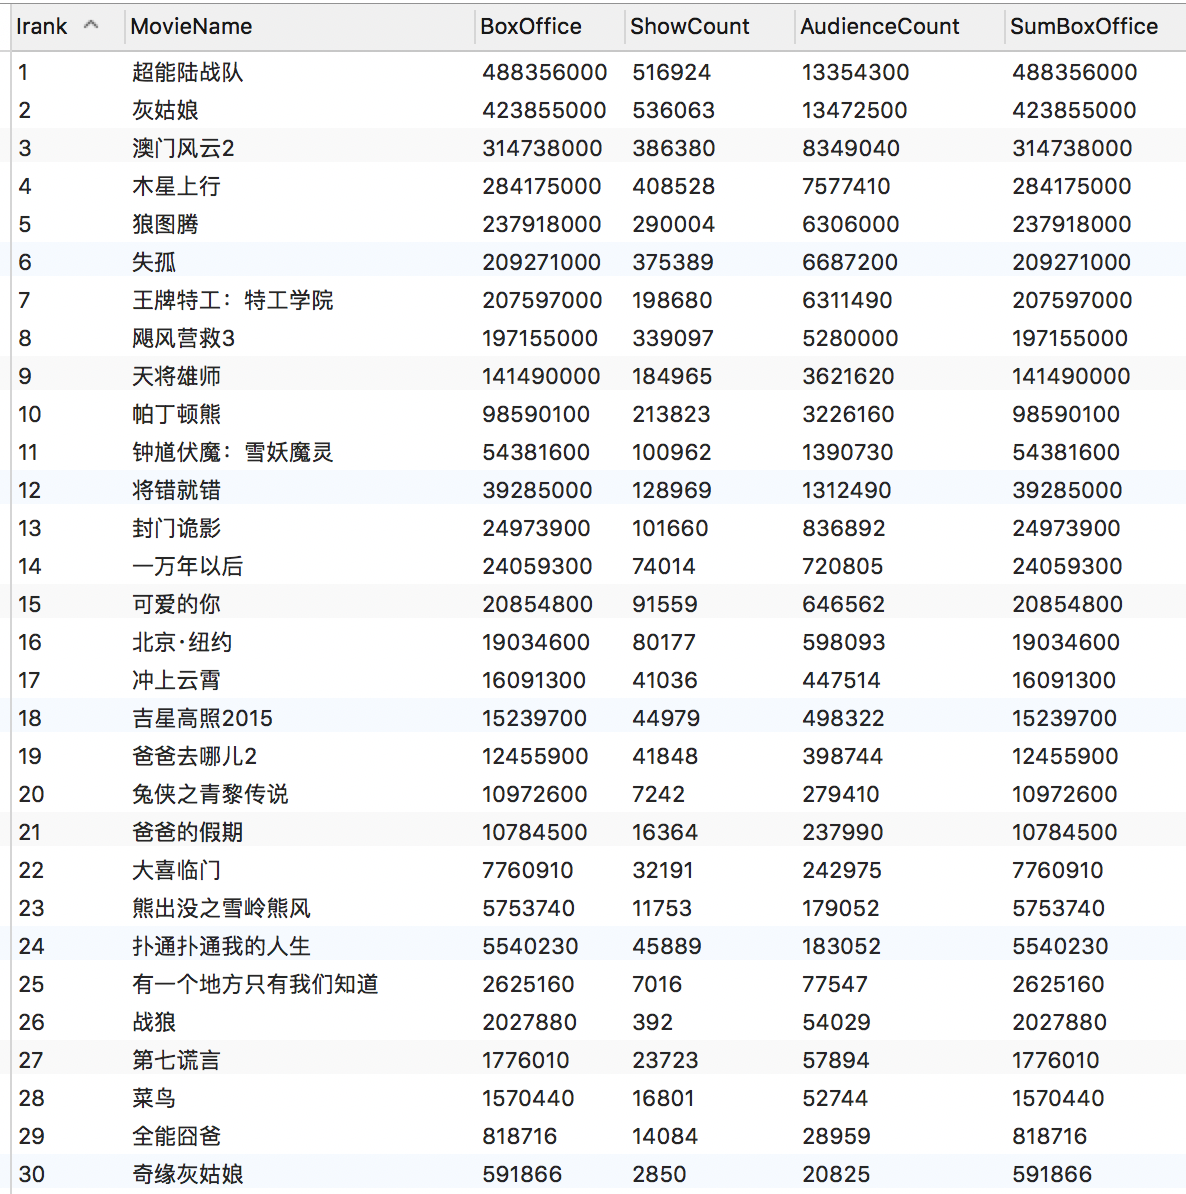 Irank MovieName BoxOffice ShowCount AudienceCount SumBoxOffice
1 超能陆战队 488356000 516924 13354300 488356000
2 灰姑娘 423855000 536063 13472500 423855000
3 澳门风云2 314738000 386380 8349040 314738000
4 木星上行 284175000 408528 7577410 284175000
5 狼图腾 237918000 290004 6306000 237918000
6 失孤 209271000 375389 6687200 209271000
7 王牌特工：特工学院 207597000 198680 6311490 207597000
8 飓风营救3 197155000 339097 5280000 197155000
9 天将雄师 141490000 184965 3621620 141490000
10 帕丁顿熊 98590100 213823 3226160 98590100
11 钟馗伏魔：雪妖魔灵 54381600 100962 1390730 54381600
12 将错就错 39285000 128969 1312490 39285000
13 封门诡影 24973900 101660 836892 24973900
14 一万年以后 24059300 74014 720805 24059300
15 可爱的你 20854800 91559 646562 20854800
16 北京·纽约 19034600 80177 598093 19034600
17 冲上云霄 16091300 41036 447514 16091300
18 吉星高照2015 15239700 44979 498322 15239700
19 爸爸去哪儿2 12455900 41848 398744 12455900
20 兔侠之青黎传说 10972600 7242 279410 10972600
21 爸爸的假期 10784500 16364 237990 10784500
22 大喜临门 7760910 32191 242975 7760910
23 熊出没之雪岭熊风 5753740 11753 179052 5753740
24 扑通扑通我的人生 5540230 45889 183052 5540230
25 有一个地方只有我们知道 2625160 7016 77547 2625160
26 战狼 2027880 392 54029 2027880
27 第七谎言 1776010 23723 57894 1776010
28 菜鸟 1570440 16801 52744 1570440
29 全能囧爸 818716 14084 28959 818716
30 奇缘灰姑娘 591866 2850 20825 591866